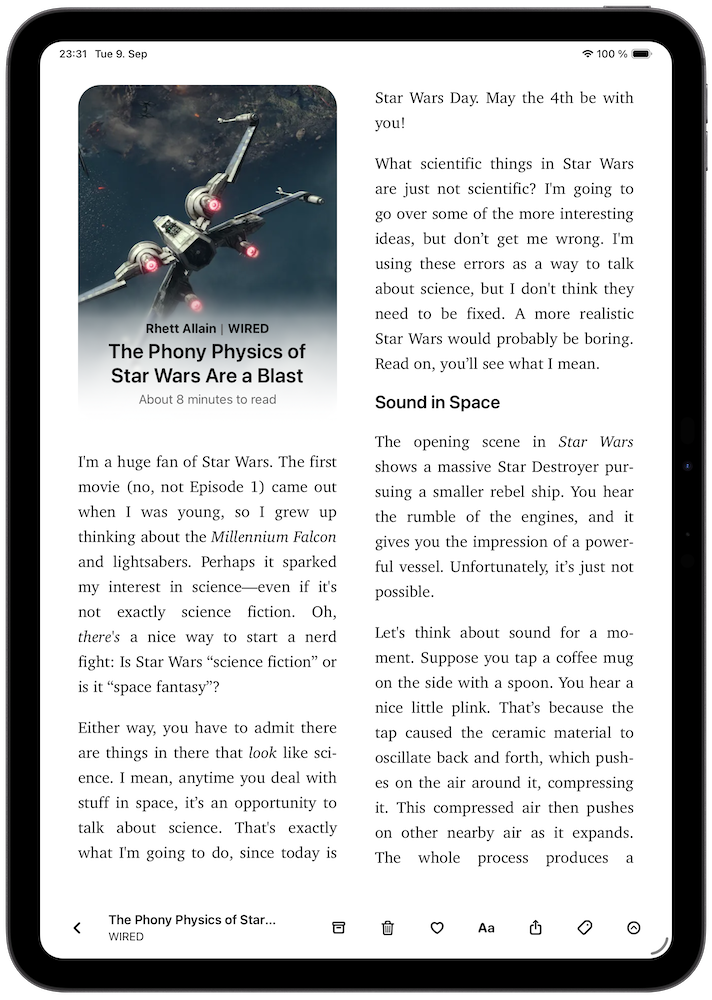 23:31 Tue 9. Sep
100 %
Rhett Allain | WIRED
The Phony Physics of
Star Wars Are a Blast
About 8 minutes to read
I'm a huge fan of Star Wars. The first
movie (no, not Episode 1) came out
when I was young, so I grew up
thinking about the Millennium Falcon
and lightsabers. Perhaps it sparked
my interest in science—even if it's
not exactly science fiction. Oh,
there's a nice way to start a nerd
fight: Is Star Wars “science fiction” or
is it “space fantasy”?
Either way, you have to admit there
are things in there that look like sci-
ence. I mean, anytime you deal with
stuff in space, it’s an opportunity to
talk about science. That's exactly
what I'm going to do, since today is
Star Wars Day. May the 4th be with
you!
What scientific things in Star Wars
are just not scientific? I'm going to
go over some of the more interesting
ideas, but don’t get me wrong. I'm
using these errors as a way to talk
about science, but I don't think they
need to be fixed. A more realistic
Star Wars would probably be boring.
Read on, you’ll see what I mean.
Sound in Space
The opening scene in Star Wars
shows a massive Star Destroyer pur-
suing a smaller rebel ship. You hear
the rumble of the engines, and it
gives you the impression of a power-
ful vessel. Unfortunately, it’s just not
possible.
Let's think about sound for a mo-
ment. Suppose you tap a coffee mug
on the side with a spoon. You hear a
nice little plink. That’s because the
tap caused the ceramic material to
oscillate back and forth, which push-
es on the air around it, compressing
it. This compressed air then pushes
on other nearby air as it expands.
The whole process produces a
The Phony Physics of Star...
WIRED
Aa